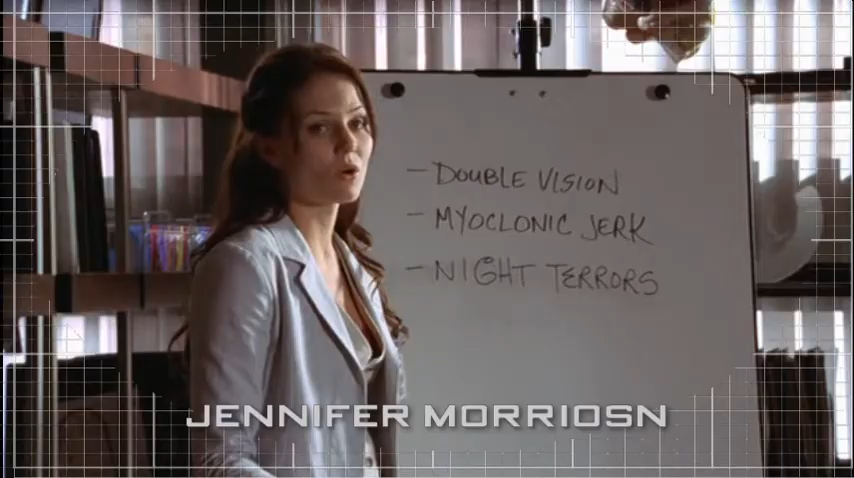 - DOUBLE VISION
- MYOCLONIC JERK
- NIGHT TERRORS
JENNIFER MORRIOSN